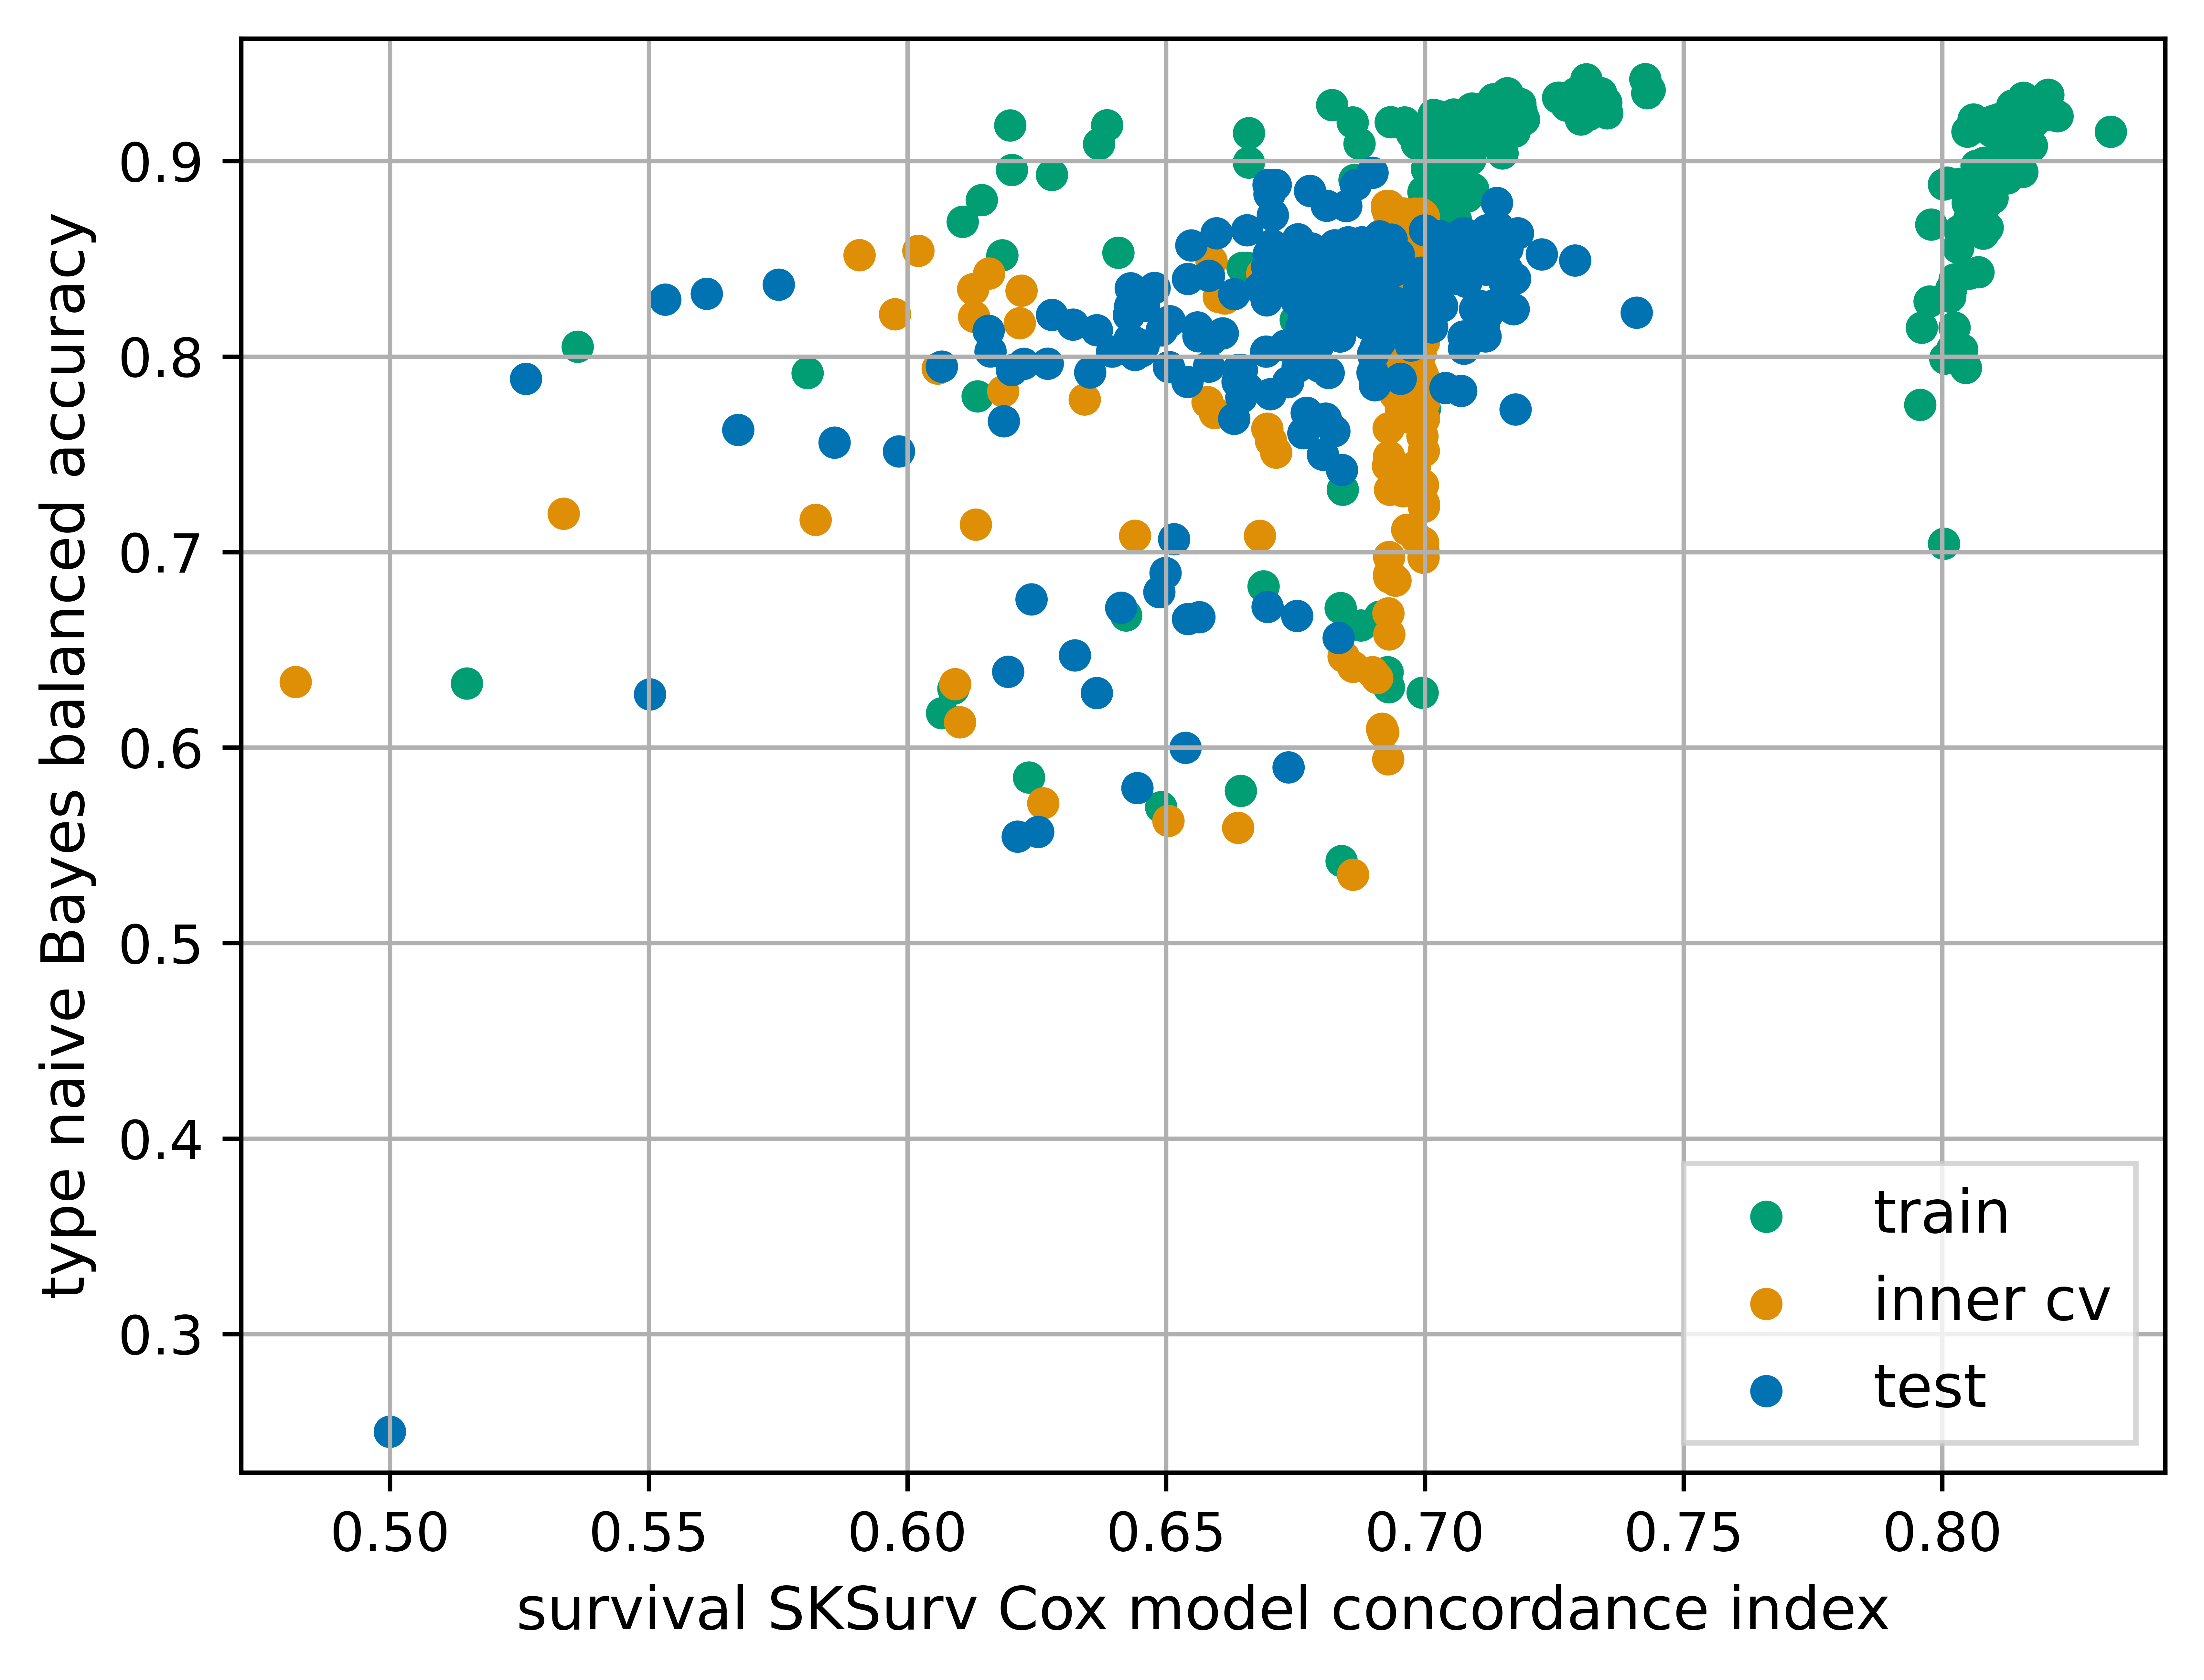 type naive Bayes balanced accuracy
0.9
0.8
0.7
0.6
0.5
0.4
0.3
train
inner cv
test
0.50 0.55 0.60 0.65 0.70 0.75 0.80
survival SKSurv Cox model concordance index